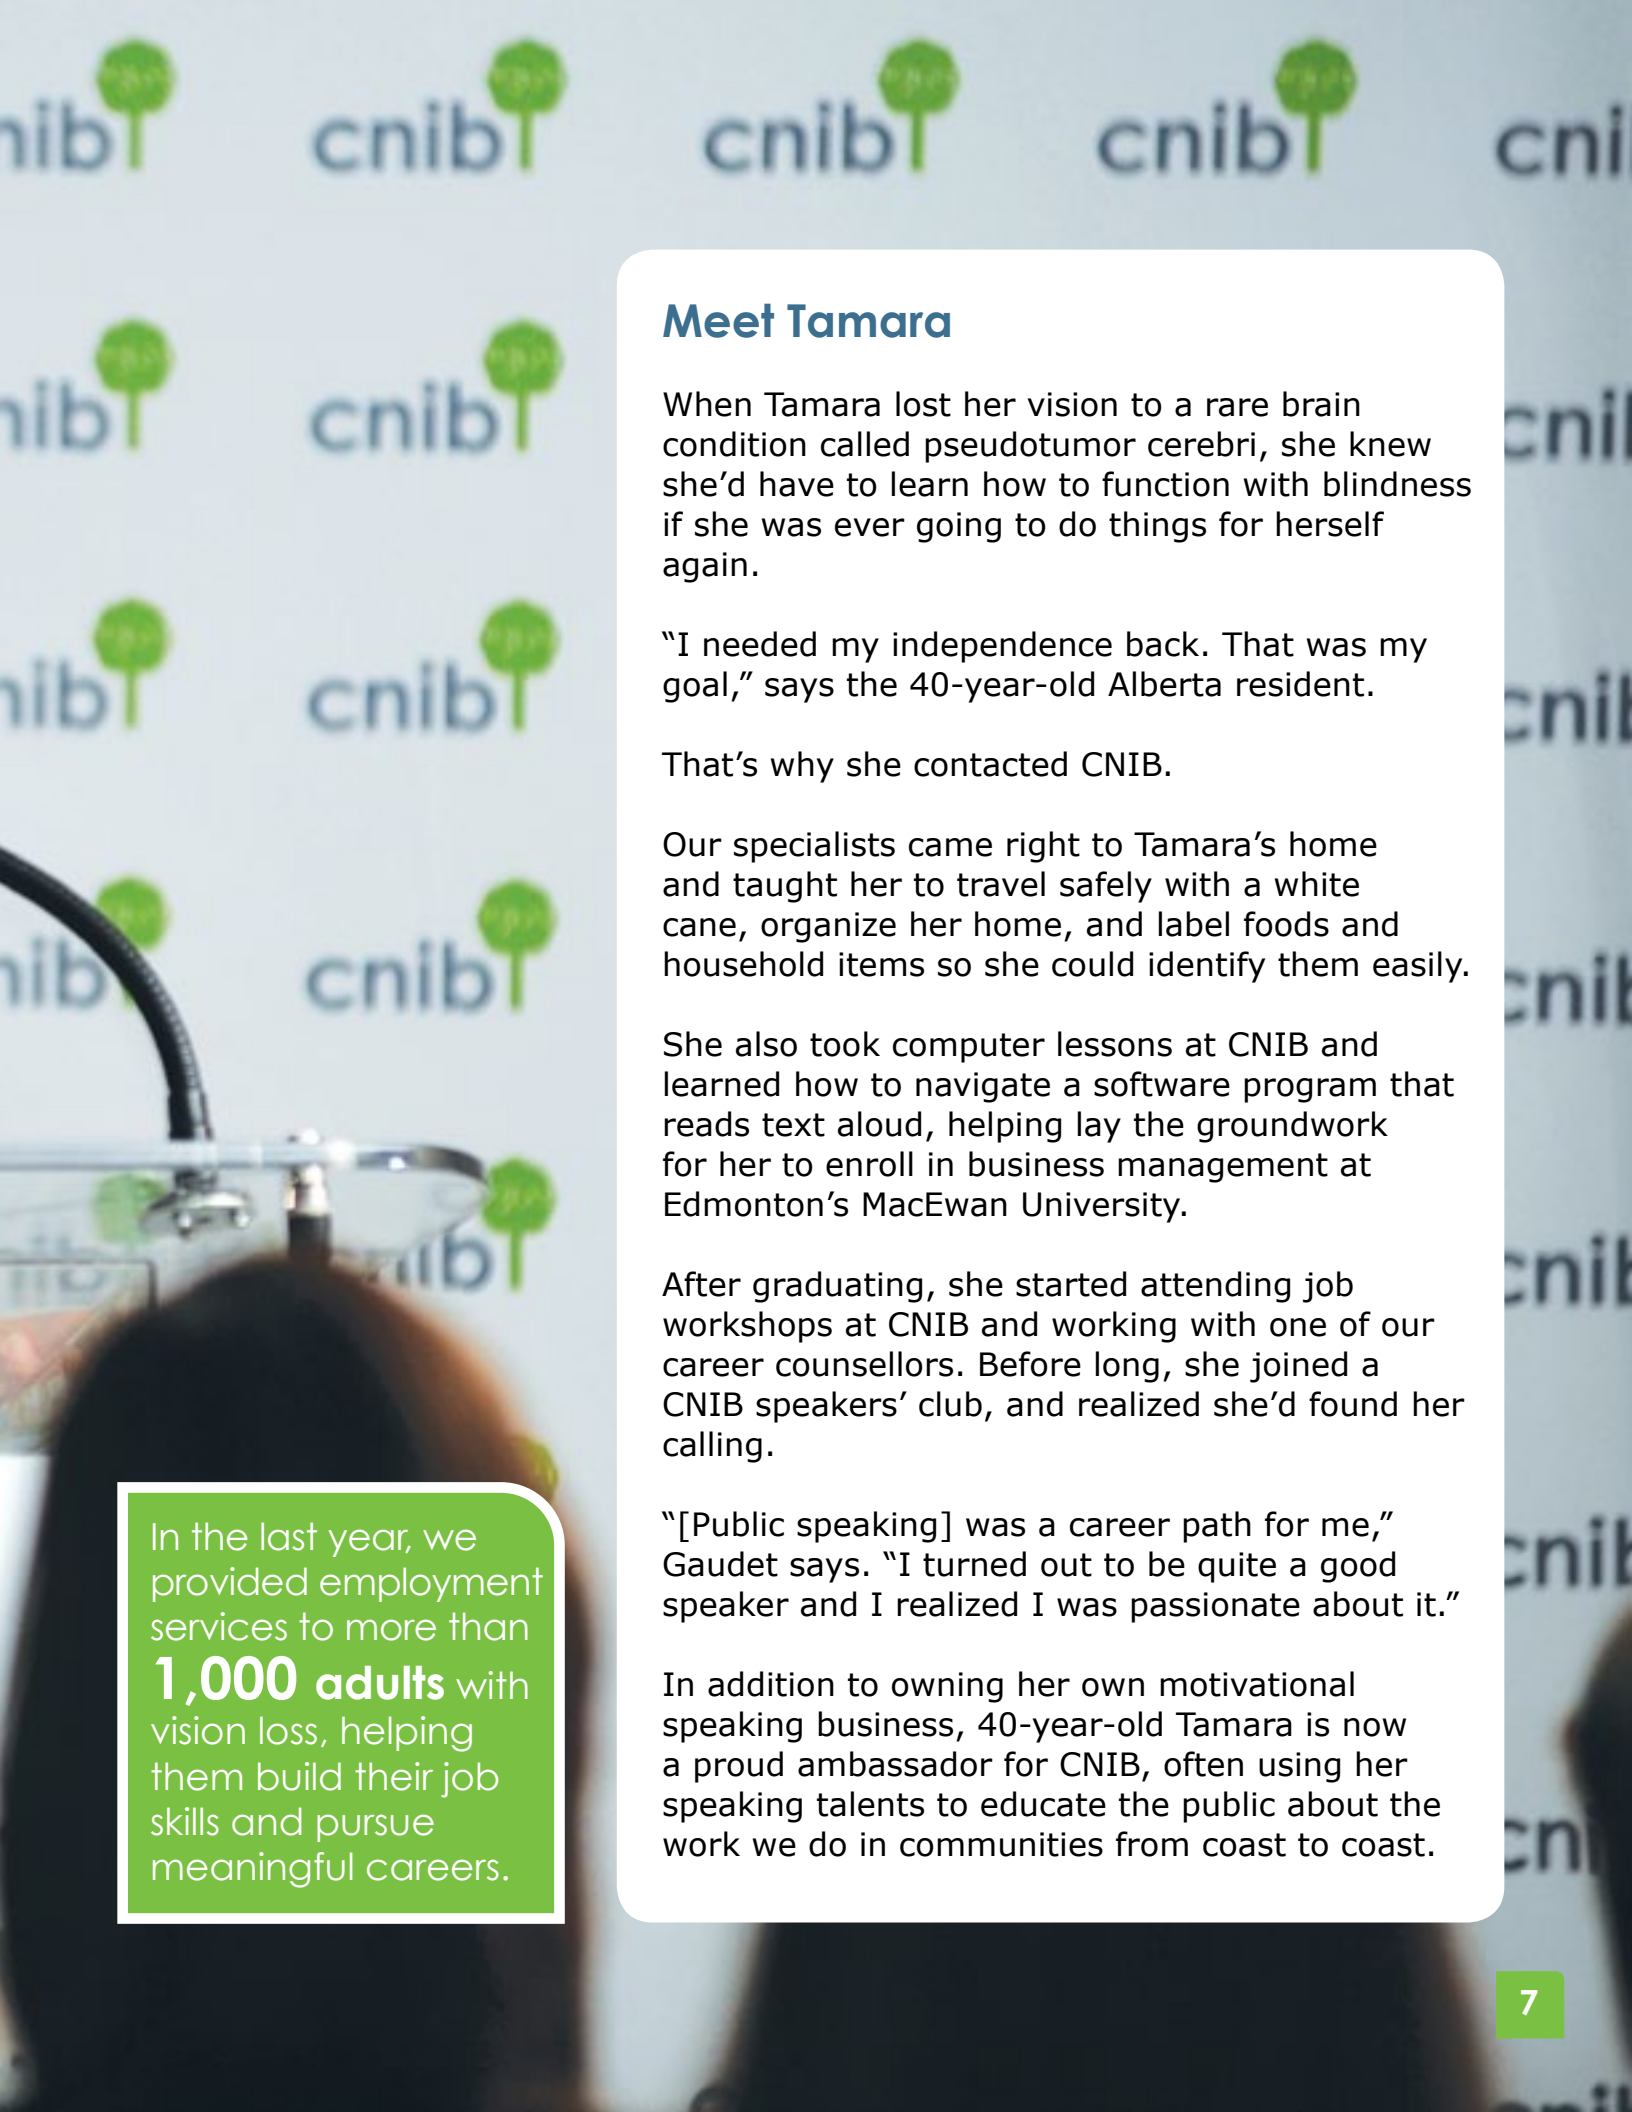 cnib cnib cnib cnib cni
Meet Tamara
When Tamara lost her vision to a rare brain
condition called pseudotumor cerebri, she knew
she’d have to learn how to function with blindness
if she was ever going to do things for herself
again.
“I needed my independence back. That was my
goal,” says the 40-year-old Alberta resident.
That’s why she contacted CNIB.
Our specialists came right to Tamara’s home
and taught her to travel safely with a white
cane, organize her home, and label foods and
household items so she could identify them easily.
She also took computer lessons at CNIB and
learned how to navigate a software program that
reads text aloud, helping lay the groundwork
for her to enroll in business management at
Edmonton’s MacEwan University.
After graduating, she started attending job
workshops at CNIB and working with one of our
career counsellors. Before long, she joined a
CNIB speakers’ club, and realized she’d found her
calling.
“[Public speaking] was a career path for me,”
Gaudet says. “I turned out to be quite a good
speaker and I realized I was passionate about it.”
In addition to owning her own motivational
speaking business, 40-year-old Tamara is now
a proud ambassador for CNIB, often using her
speaking talents to educate the public about the
work we do in communities from coast to coast.
cnib
cnib
cnib
In the last year, we
provided employment
services to more than
1,000 adults with
vision loss, helping
them build their job
skills and pursue
meaningful careers.
7